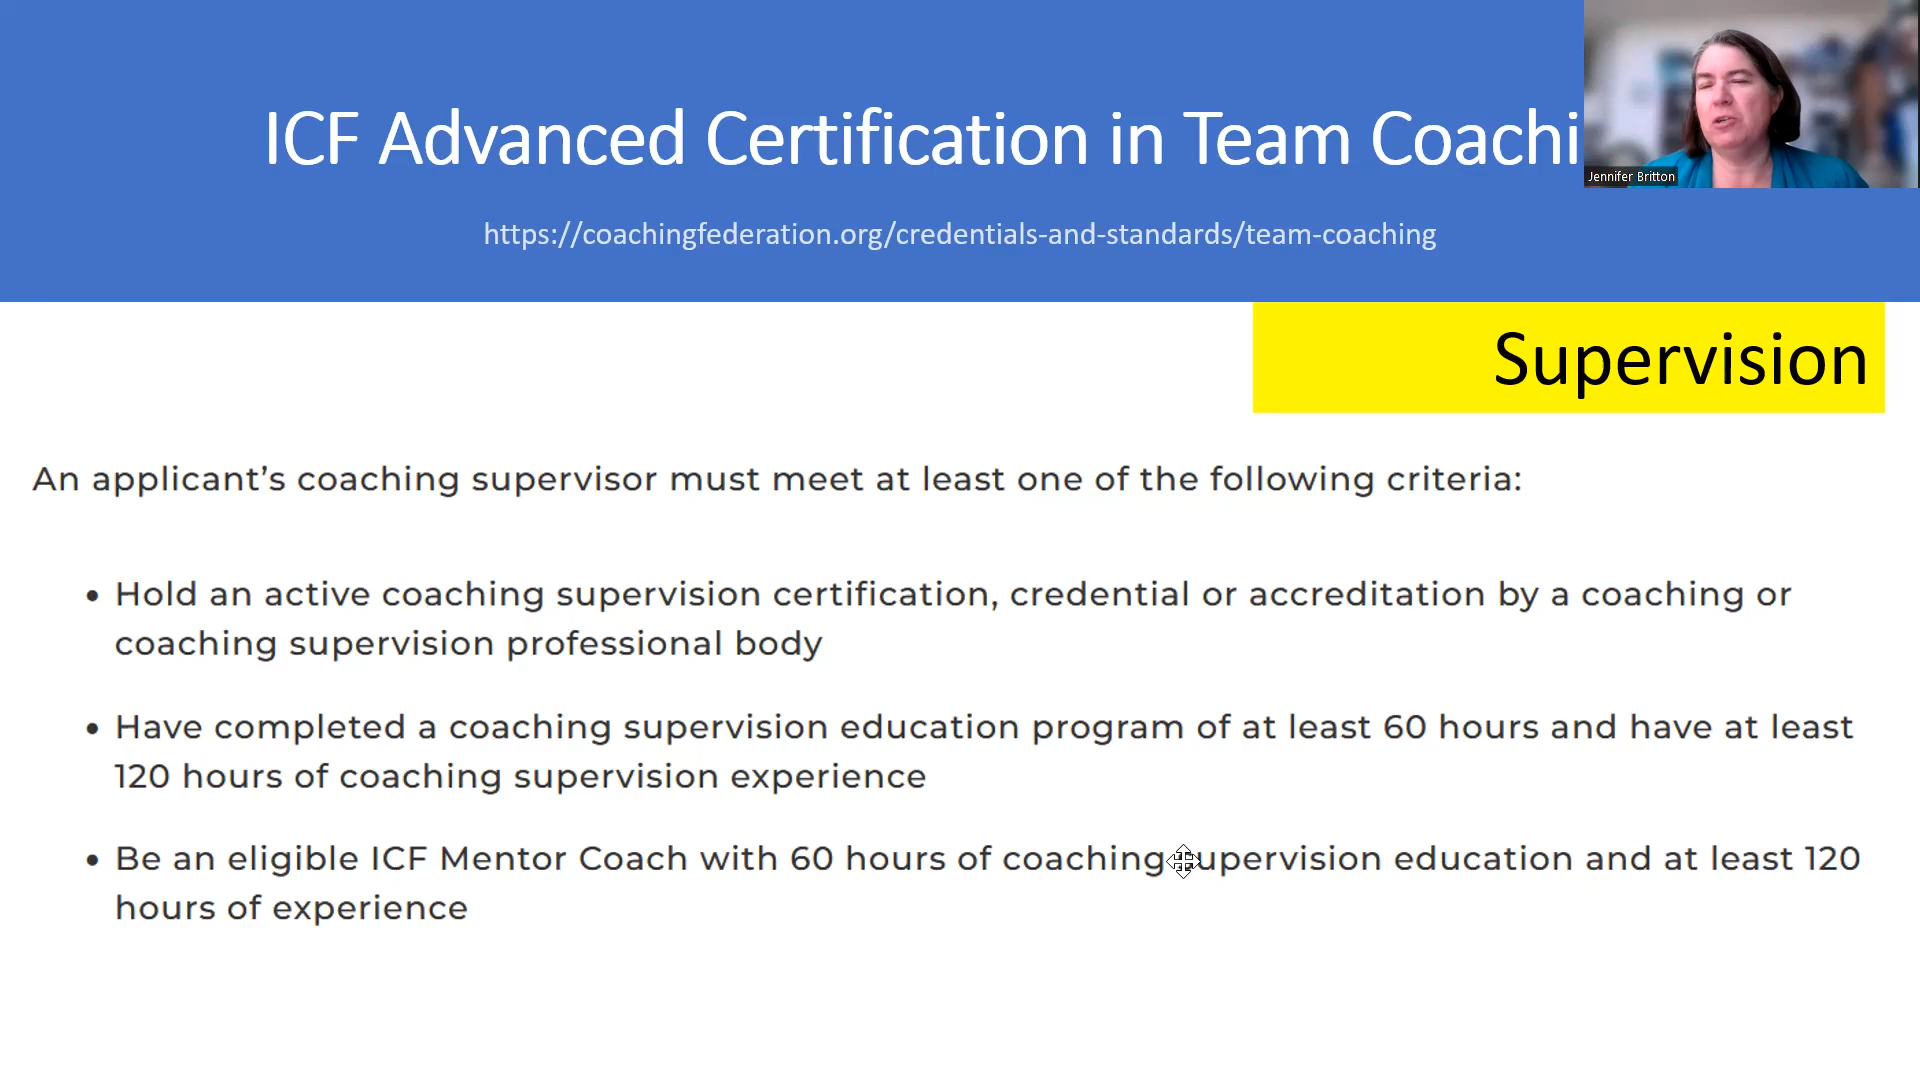 ICF Advanced Certification in Team Coachi
Jennifer Britton
https://coachingfederation.org/credentials-and-standards/team-coaching
Supervision
An applicant’s coaching supervisor must meet at least one of the following criteria:
• Hold an active coaching supervision certification, credential or accreditation by a coaching or
coaching supervision professional body
• Have completed a coaching supervision education program of at least 60 hours and have at least
120 hours of coaching supervision experience
• Be an eligible ICF Mentor Coach with 60 hours of coaching supervision education and at least 120
hours of experience